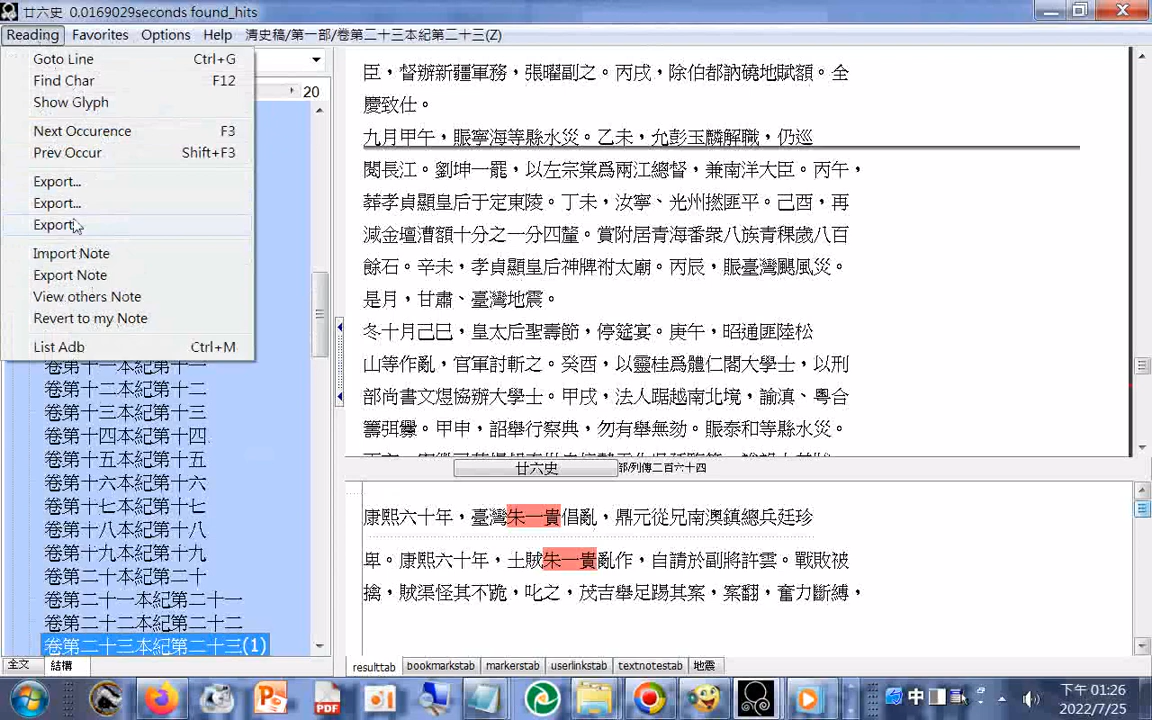 廿六史 0.0169029seconds found_hits
Reading Favorites Options Help 清史稿/第一部/卷第二十三本紀第二十三(Z)
Goto Line Ctrl+G
Find Char F12
Show Glyph
Next Occurence F3
Prev Occur Shift+F3
Export...
Export...
Export...
Import Note
Export Note
View others Note
Revert to my Note
List Adb Ctrl+M
20
卷第十一本紀第十一
卷第十二本紀第十二
卷第十三本紀第十三
卷第十四本紀第十四
卷第十五本紀第十五
卷第十六本紀第十六
卷第十七本紀第十七
卷第十八本紀第十八
卷第十九本紀第十九
卷第二十本紀第二十
卷第二十一本紀第二十一
卷第二十二本紀第二十二
卷第二十三本紀第二十三(1)
全文 結構
臣，督辦新疆軍務，張曜副之。丙戌，除伯都訥磽地賦額。全
慶致仕。
九月甲午，賑寧海等縣水災。乙未，允彭玉麟解職，仍巡
閱長江。劉坤一罷，以左宗棠爲兩江總督，兼南洋大臣。丙午，
葬孝貞顯皇后于定東陵。丁未，汝寧、光州撚匪平。己酉，再
減金壇漕額十分之一分四釐。賞附居青海番衆八族青稞歲八百
餘石。辛未，孝貞顯皇后神牌祔太廟。丙辰，賑臺灣颶風災。
是月，甘肅、臺灣地震。
冬十月己巳，皇太后聖壽節，停筵宴。庚午，昭通匪陸松
山等作亂，官軍討斬之。癸酉，以靈桂爲體仁閣大學士，以刑
部尚書文煜協辦大學士。甲戌，法人踞越南北境，諭滇、粵合
籌弭釁。甲申，詔舉行察典，勿有舉無劾。賑泰和等縣水災。
廿六史 部/列傳二百六十四
康熙六十年，臺灣朱一貴倡亂，鼎元從兄南澳鎮總兵廷珍
卑。康熙六十年，土賊朱一貴亂作，自請於副將許雲。戰敗被
擒，賊渠怪其不跪，叱之，茂吉舉足踢其案，案翻，奮力斷縛，
resulttab bookmarkstab markerstab userlinkstab textnotestab 地震
中
下午 01:26
2022/7/25